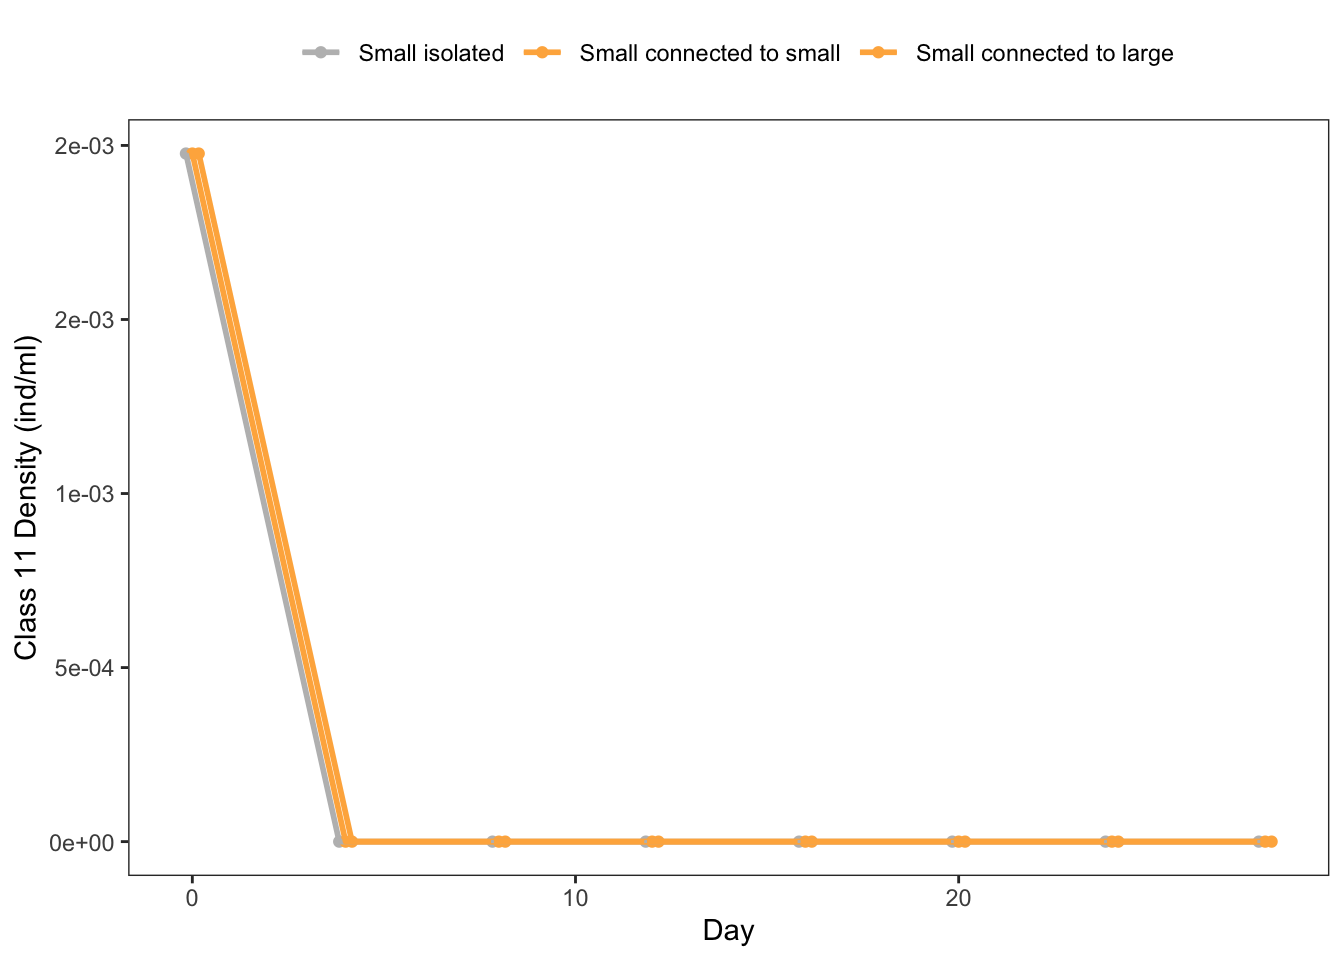 Small isolated Small connected to small Small connected to large
Class 11 Density (ind/ml)
2e-03
2e-03
1e-03
5e-04
0e+00
0 10 20
Day